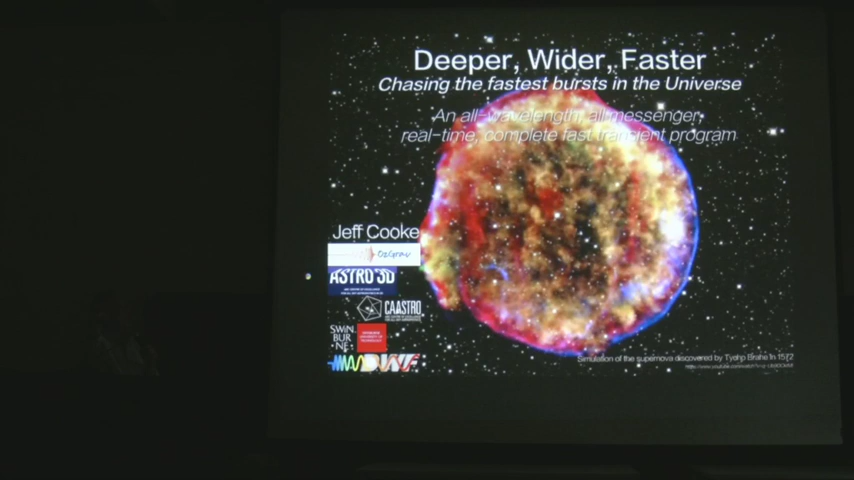 Deeper, Wider, Faster
Chasing the fastest bursts in the Universe
An all-wavelength, all messenger,
real-time, complete fast transient program
Jeff Cooke
OzGrav
ASTRO 3D
CAASTRO
SWIN
BUR
NE
DWF
Simulation of the supernova discovered by Tycho Brahe in 1572